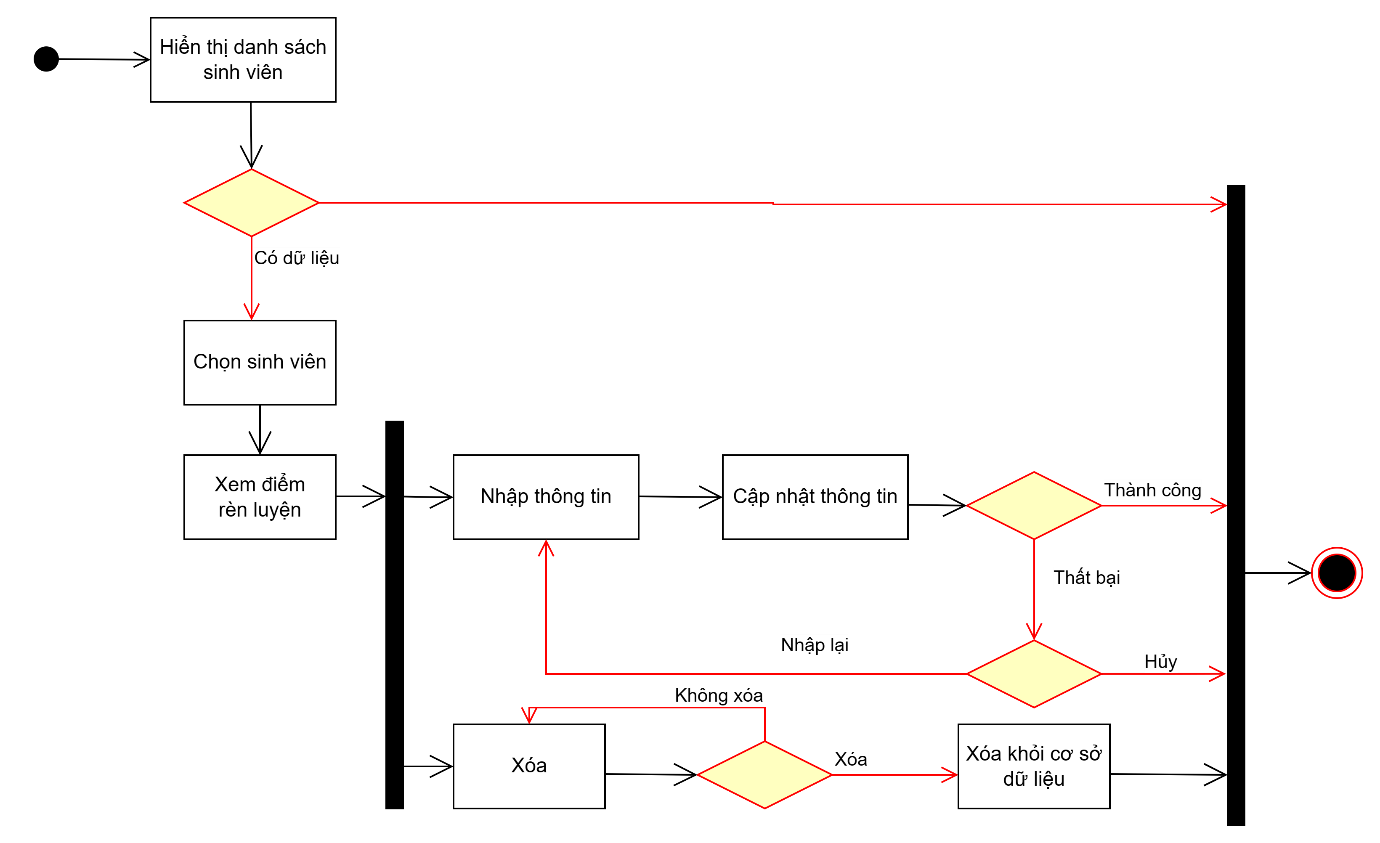 Hiển thị danh sách
sinh viên
Có dữ liệu
Chọn sinh viên
Xem điểm
rèn luyện
Nhập thông tin
Cập nhật thông tin
Thành công
Thất bại
Nhập lại
Hủy
Không xóa
Xóa
Xóa
Xóa khỏi cơ sở
dữ liệu